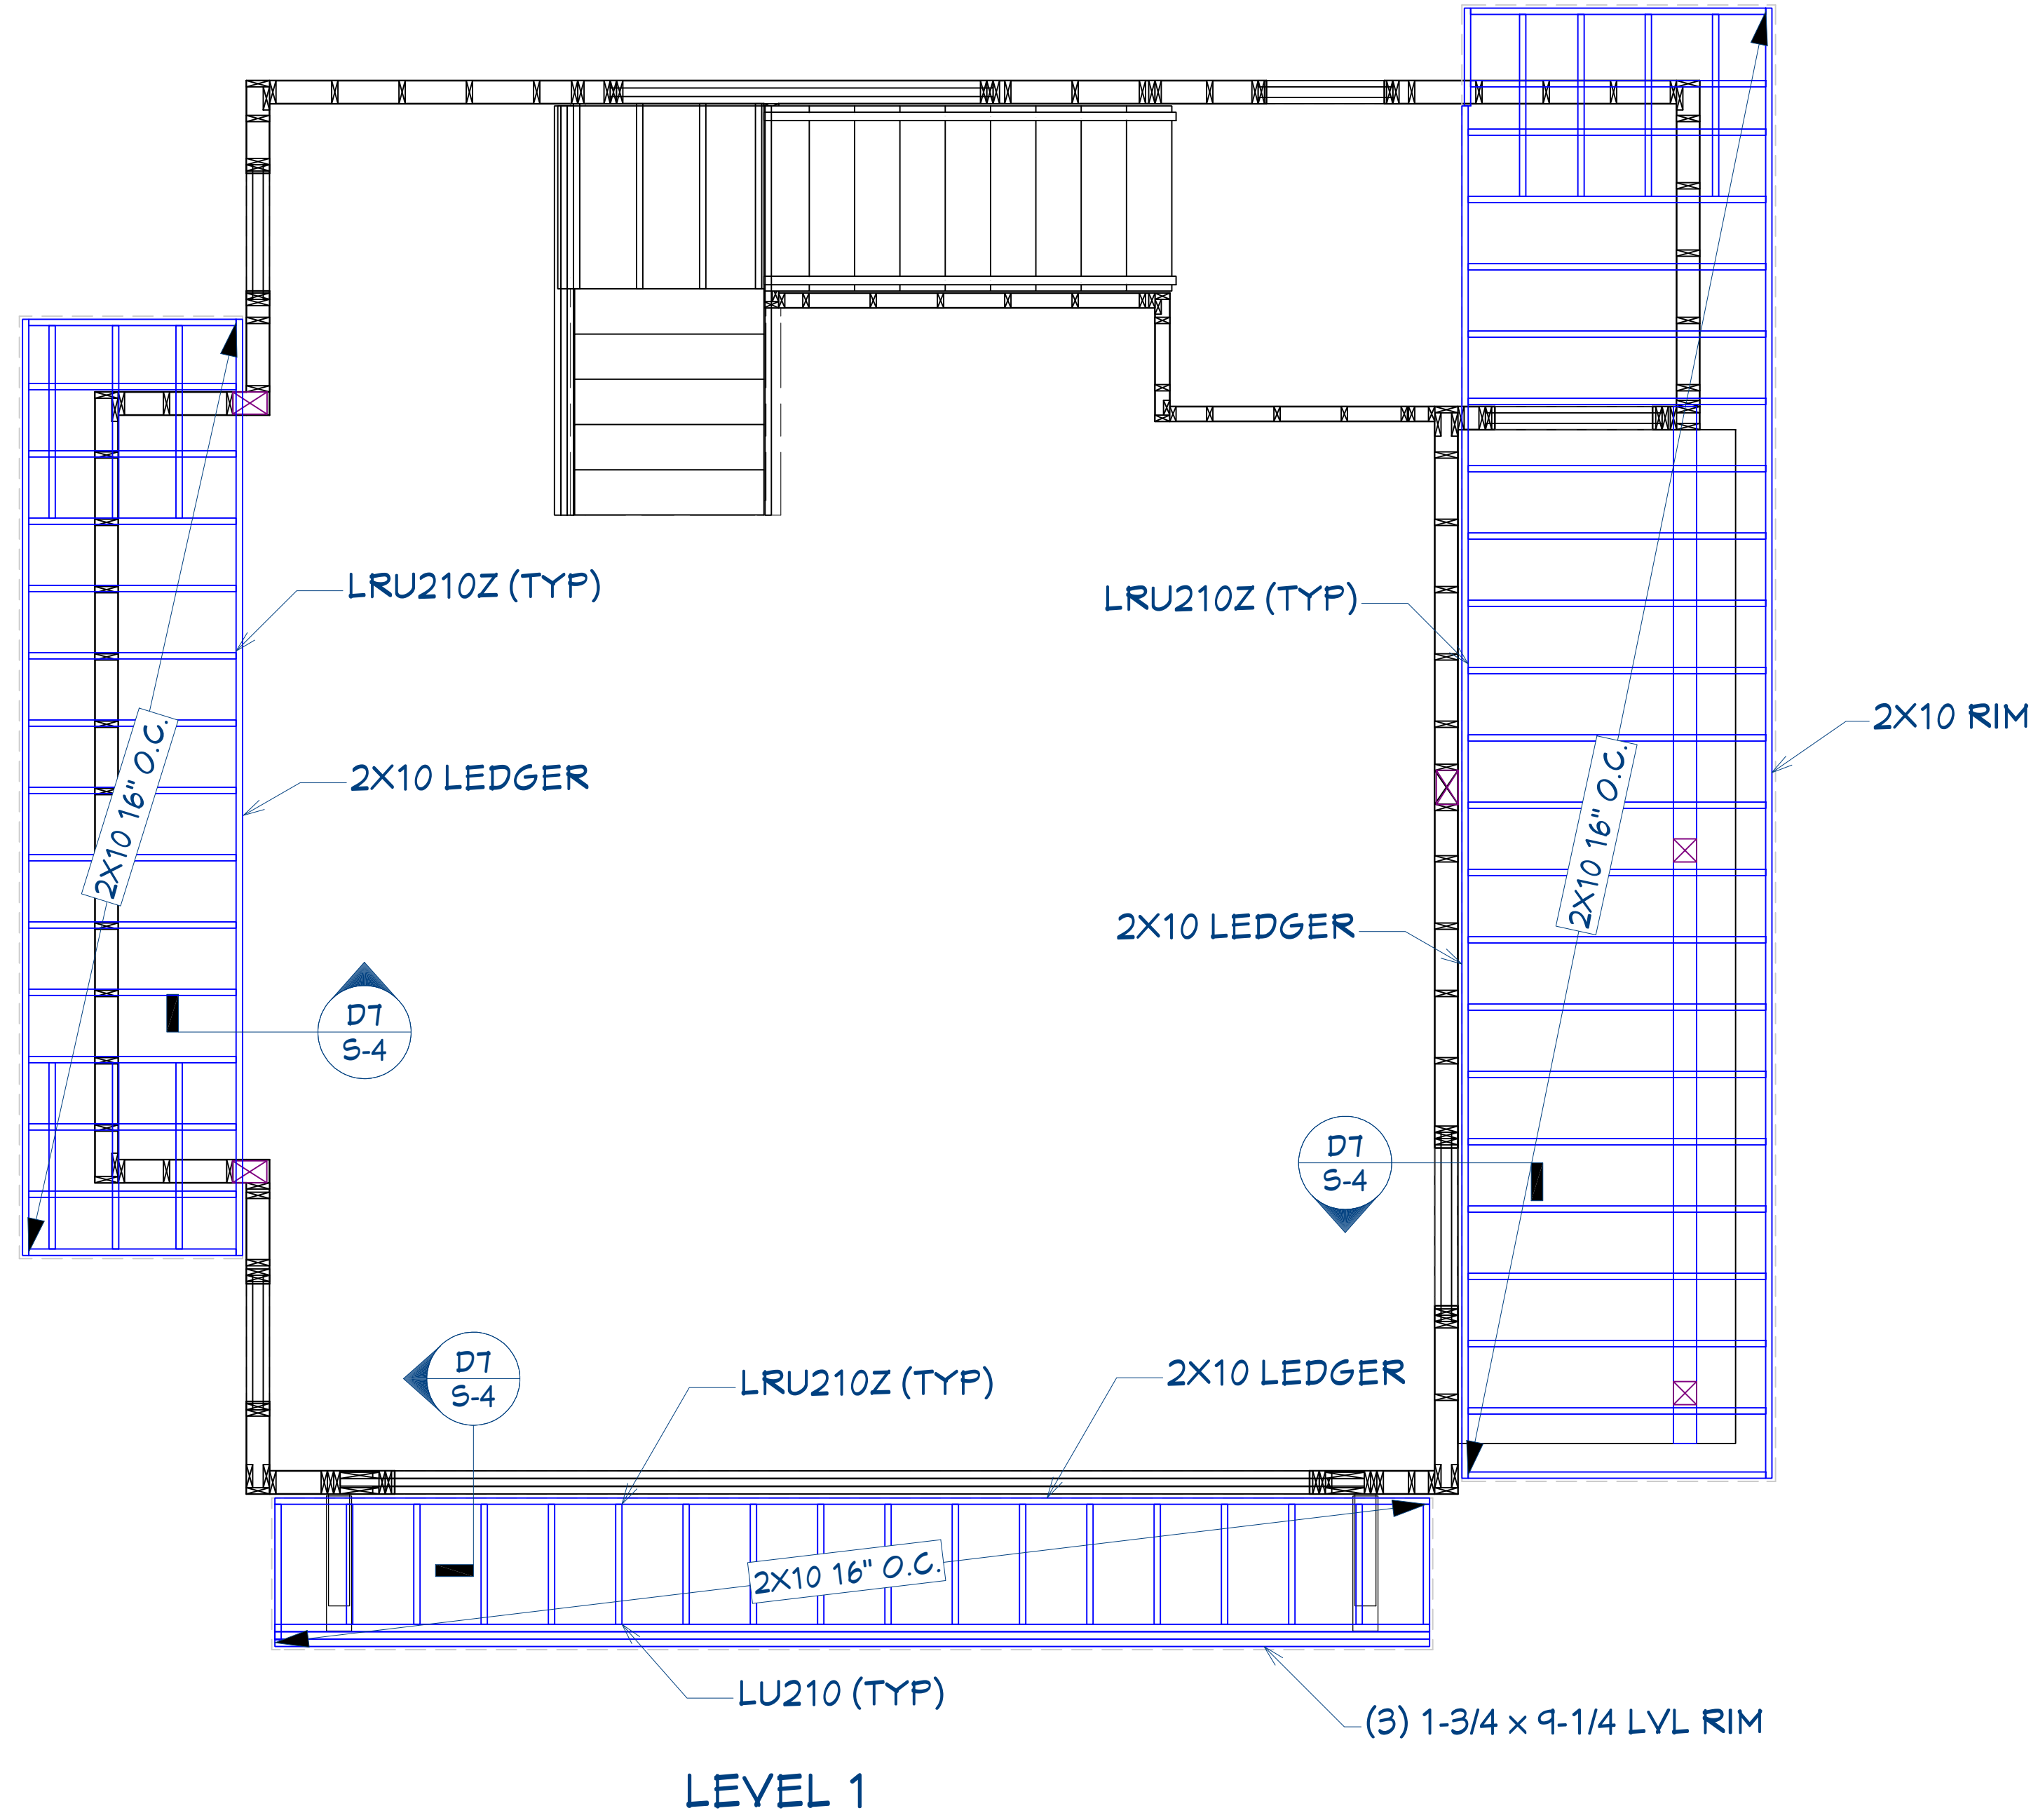 LRU210Z (TYP)
LRU210Z (TYP)
2X10 RIM
2X10 LEDGER
2X10 16" O.C.
2X10 16" O.C.
2X10 LEDGER
D7
S-4
D7
S-4
D7
S-4
LRU210Z (TYP)
2X10 LEDGER
2X10 16" O.C.
LU210 (TYP)
(3) 1-3/4 x 9-1/4 LVL RIM
LEVEL 1